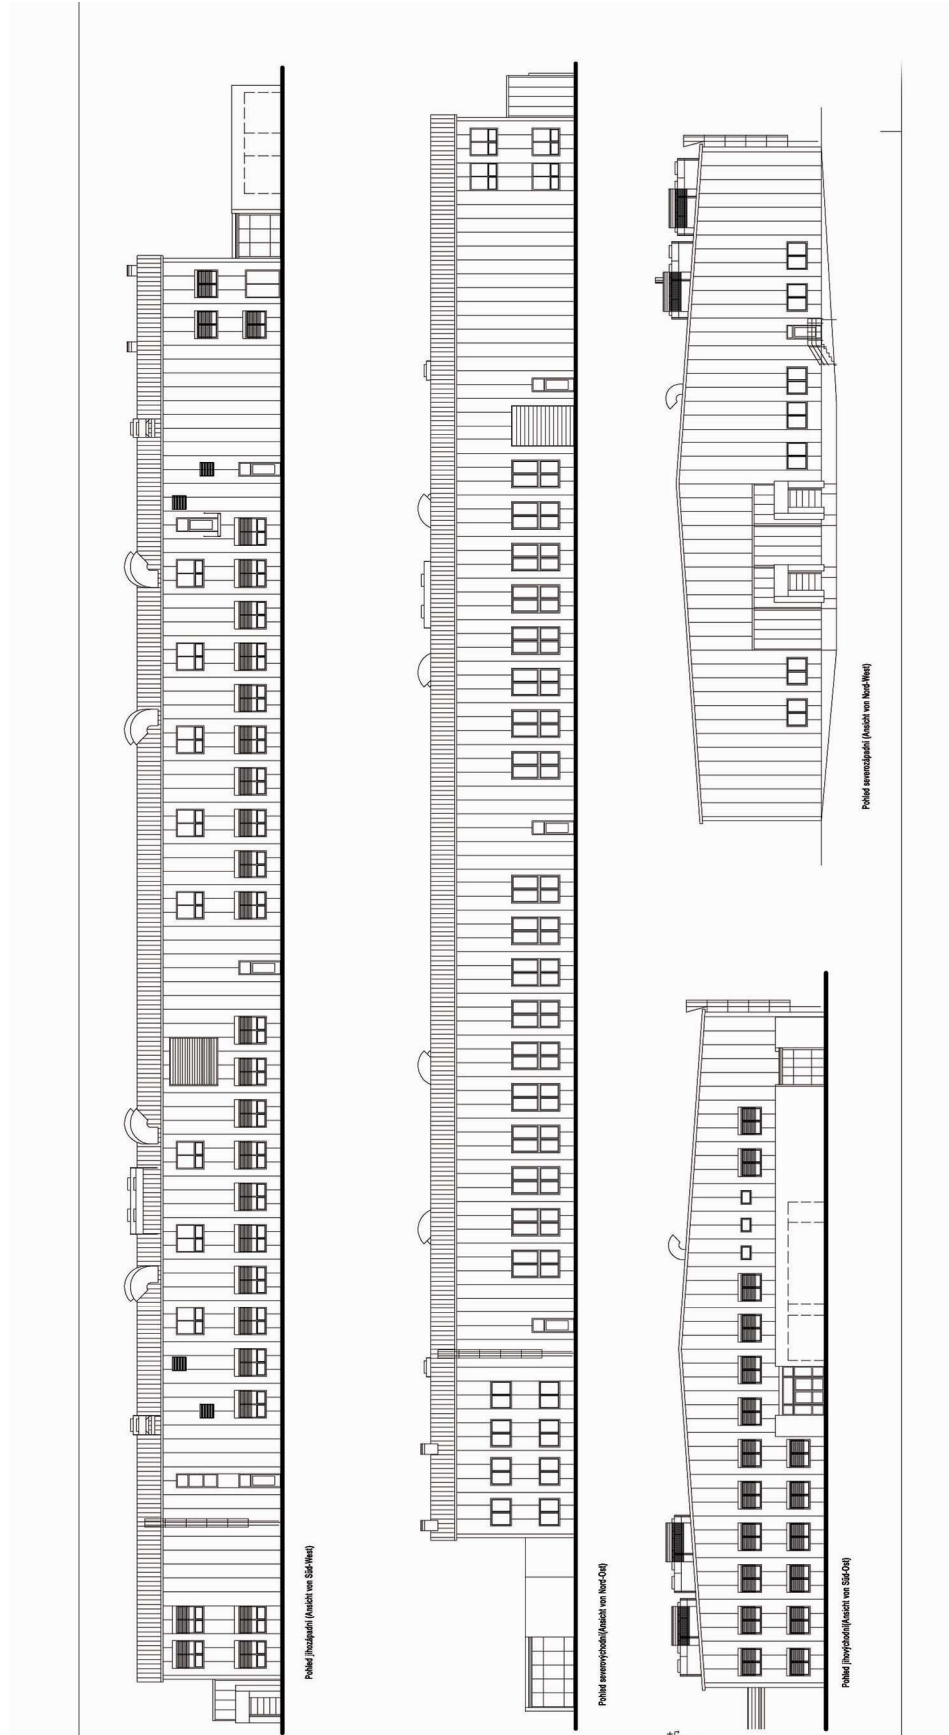 Pohled jihozápadní (Ansicht von Süd-West)
Pohled severovýchodní(Ansicht von Nord-Ost)
Pohled severozápadní (Ansicht von Nord-West)
Pohled jihovýchodní(Ansicht von Süd-Ost)